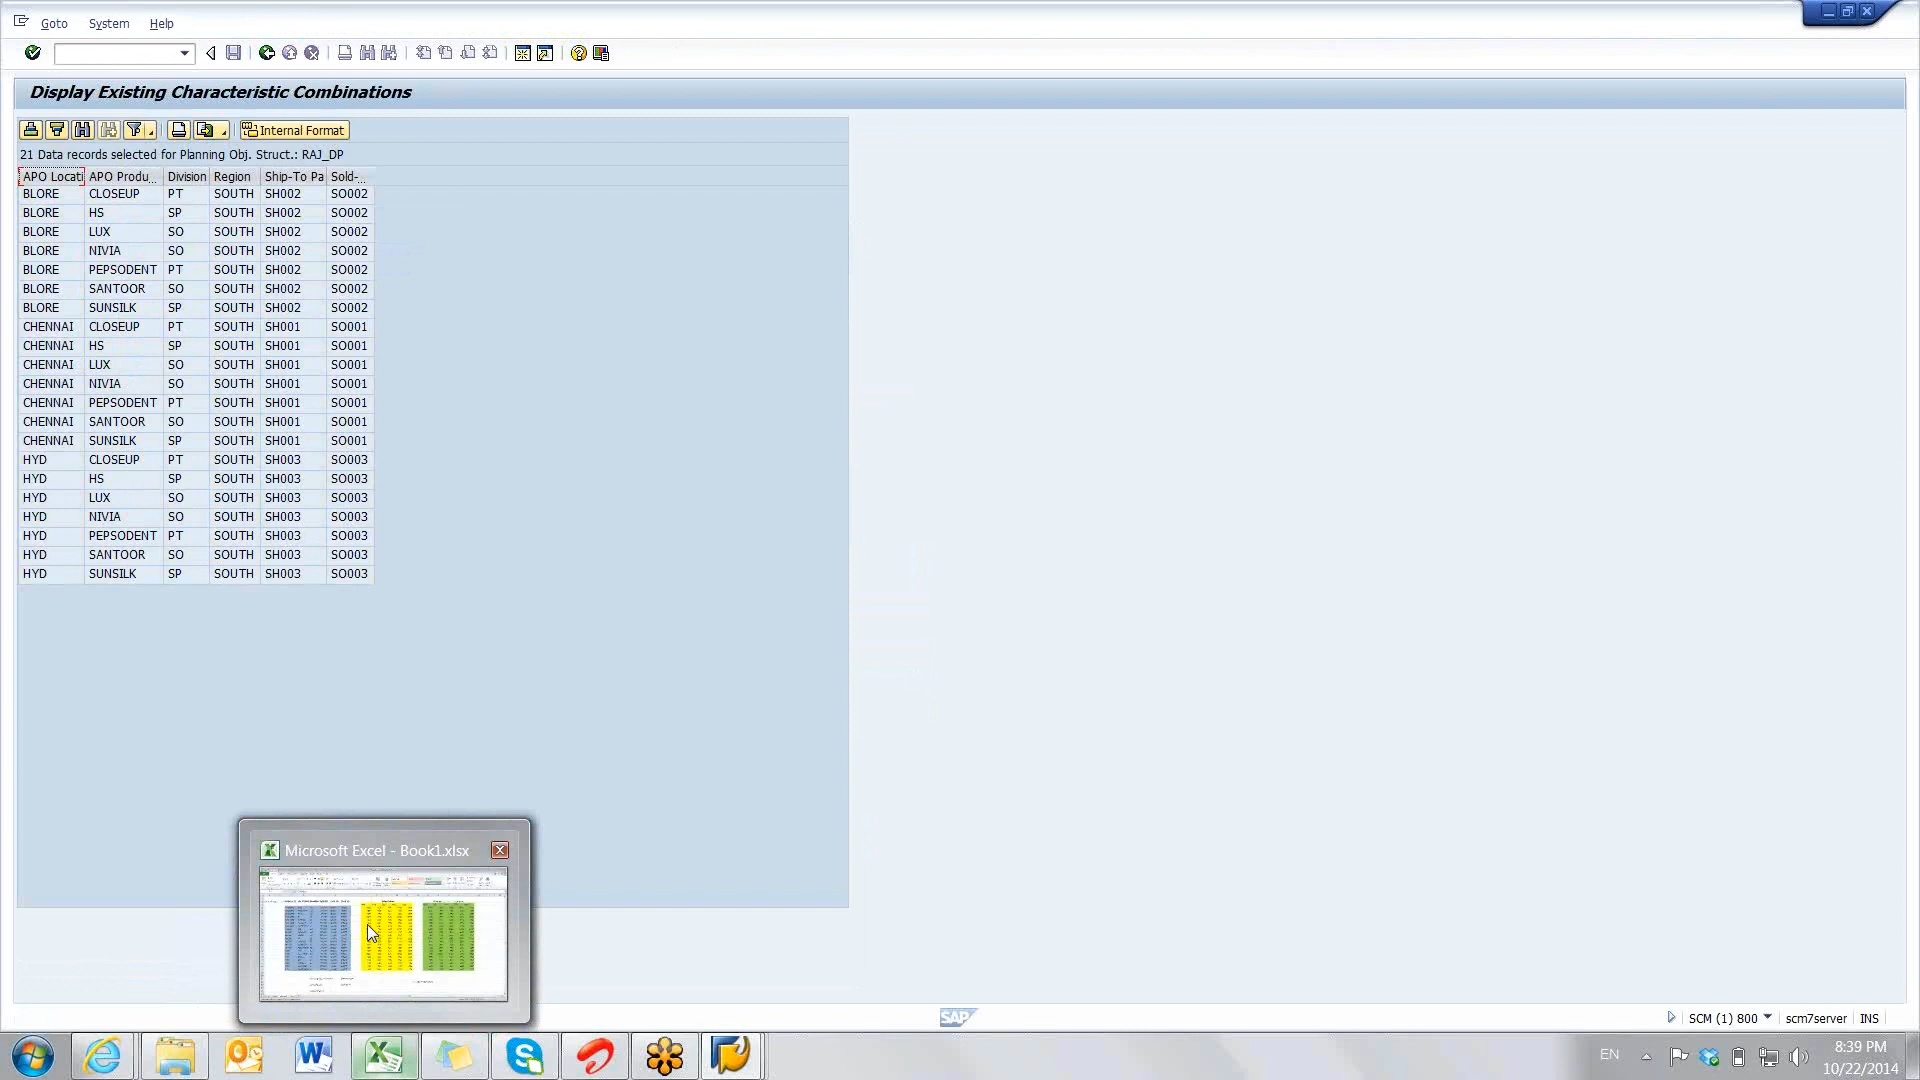 Goto System Help
Display Existing Characteristic Combinations
Internal Format
21 Data records selected for Planning Obj. Struct.: RAJ_DP
APO Locati APO Produ... Division Region Ship-To Pa Sold-...
BLORE CLOSEUP PT SOUTH SH002 SO002
BLORE HS SP SOUTH SH002 SO002
BLORE LUX SO SOUTH SH002 SO002
BLORE NIVIA SO SOUTH SH002 SO002
BLORE PEPSODENT PT SOUTH SH002 SO002
BLORE SANTOOR SO SOUTH SH002 SO002
BLORE SUNSILK SP SOUTH SH002 SO002
CHENNAI CLOSEUP PT SOUTH SH001 SO001
CHENNAI HS SP SOUTH SH001 SO001
CHENNAI LUX SO SOUTH SH001 SO001
CHENNAI NIVIA SO SOUTH SH001 SO001
CHENNAI PEPSODENT PT SOUTH SH001 SO001
CHENNAI SANTOOR SO SOUTH SH001 SO001
CHENNAI SUNSILK SP SOUTH SH001 SO001
HYD CLOSEUP PT SOUTH SH003 SO003
HYD HS SP SOUTH SH003 SO003
HYD LUX SO SOUTH SH003 SO003
HYD NIVIA SO SOUTH SH003 SO003
HYD PEPSODENT PT SOUTH SH003 SO003
HYD SANTOOR SO SOUTH SH003 SO003
HYD SUNSILK SP SOUTH SH003 SO003
Microsoft Excel - Book1.xlsx
SAP
SCM (1) 800 scm7server INS
EN
8:39 PM
10/22/2014